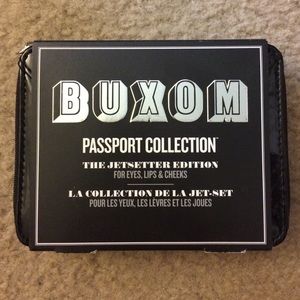 BUXOM
PASSPORT COLLECTION™
THE JETSETTER EDITION
FOR EYES, LIPS & CHEEKS
LA COLLECTION DE LA JET-SET
POUR LES YEUX, LES LÈVRES ET LES JOUES